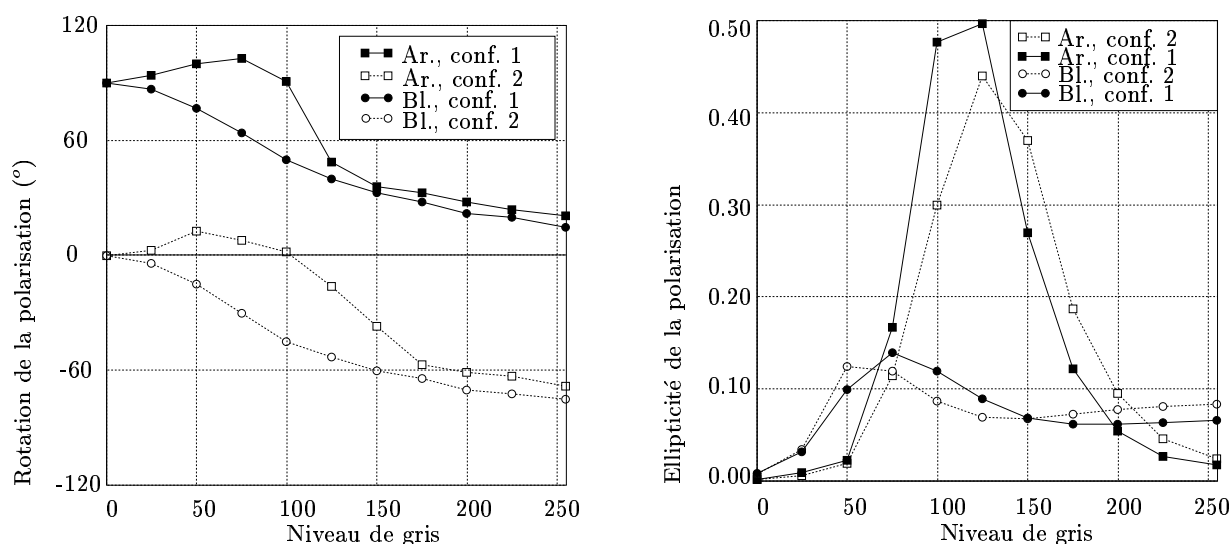 120
60
0
-60
-120
Rotation de la polarisation (°)
Ar., conf. 1
Ar., conf. 2
Bl., conf. 1
Bl., conf. 2
0 50 100 150 200 250
Niveau de gris
0.50
0.40
0.30
0.20
0.10
0.00
Ellipticité de la polarisation
Ar., conf. 2
Ar., conf. 1
Bl., conf. 2
Bl., conf. 1
0 50 100 150 200 250
Niveau de gris